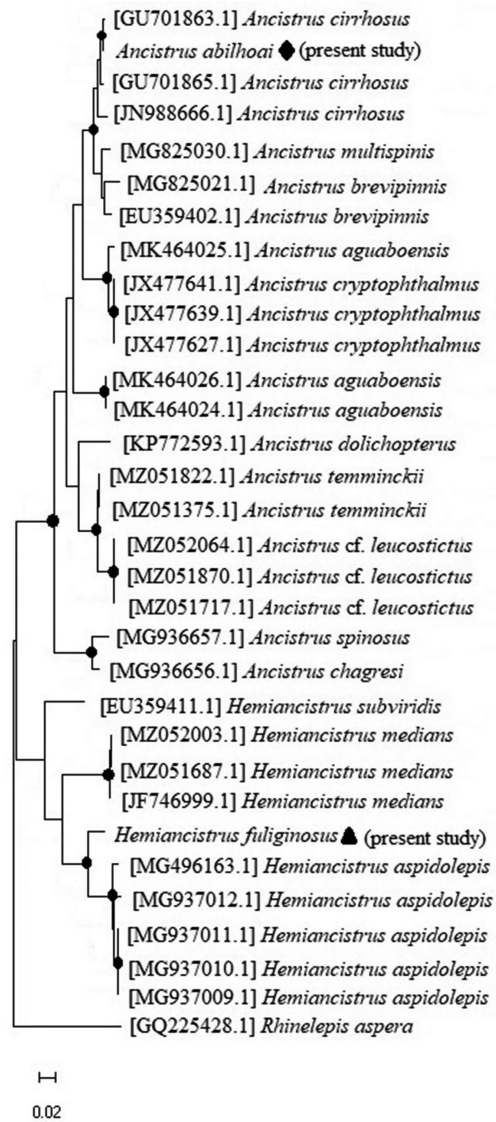 [GU701863.1] Ancistrus cirrhosus
Ancistrus abilhoai (present study)
[GU701865.1] Ancistrus cirrhosus
[JN988666.1] Ancistrus cirrhosus
[MG825030.1] Ancistrus multispinis
[MG825021.1] Ancistrus brevipinnis
[EU359402.1] Ancistrus brevipinnis
[MK464025.1] Ancistrus aguaboensis
[JX477641.1] Ancistrus cryptophthalmus
[JX477639.1] Ancistrus cryptophthalmus
[JX477627.1] Ancistrus cryptophthalmus
[MK464026.1] Ancistrus aguaboensis
[MK464024.1] Ancistrus aguaboensis
[KP772593.1] Ancistrus dolichopterus
[MZ051822.1] Ancistrus temminckii
[MZ051375.1] Ancistrus temminckii
[MZ052064.1] Ancistrus cf. leucostictus
[MZ051870.1] Ancistrus cf. leucostictus
[MZ051717.1] Ancistrus cf. leucostictus
[MG936657.1] Ancistrus spinosus
[MG936656.1] Ancistrus chagresi
[EU359411.1] Hemiancistrus subviridis
[MZ052003.1] Hemiancistrus medians
[MZ051687.1] Hemiancistrus medians
[JF746999.1] Hemiancistrus medians
Hemiancistrus fuliginosus (present study)
[MG496163.1] Hemiancistrus aspidolepis
[MG937012.1] Hemiancistrus aspidolepis
[MG937011.1] Hemiancistrus aspidolepis
[MG937010.1] Hemiancistrus aspidolepis
[MG937009.1] Hemiancistrus aspidolepis
[GQ225428.1] Rhinelepis aspera
0.02